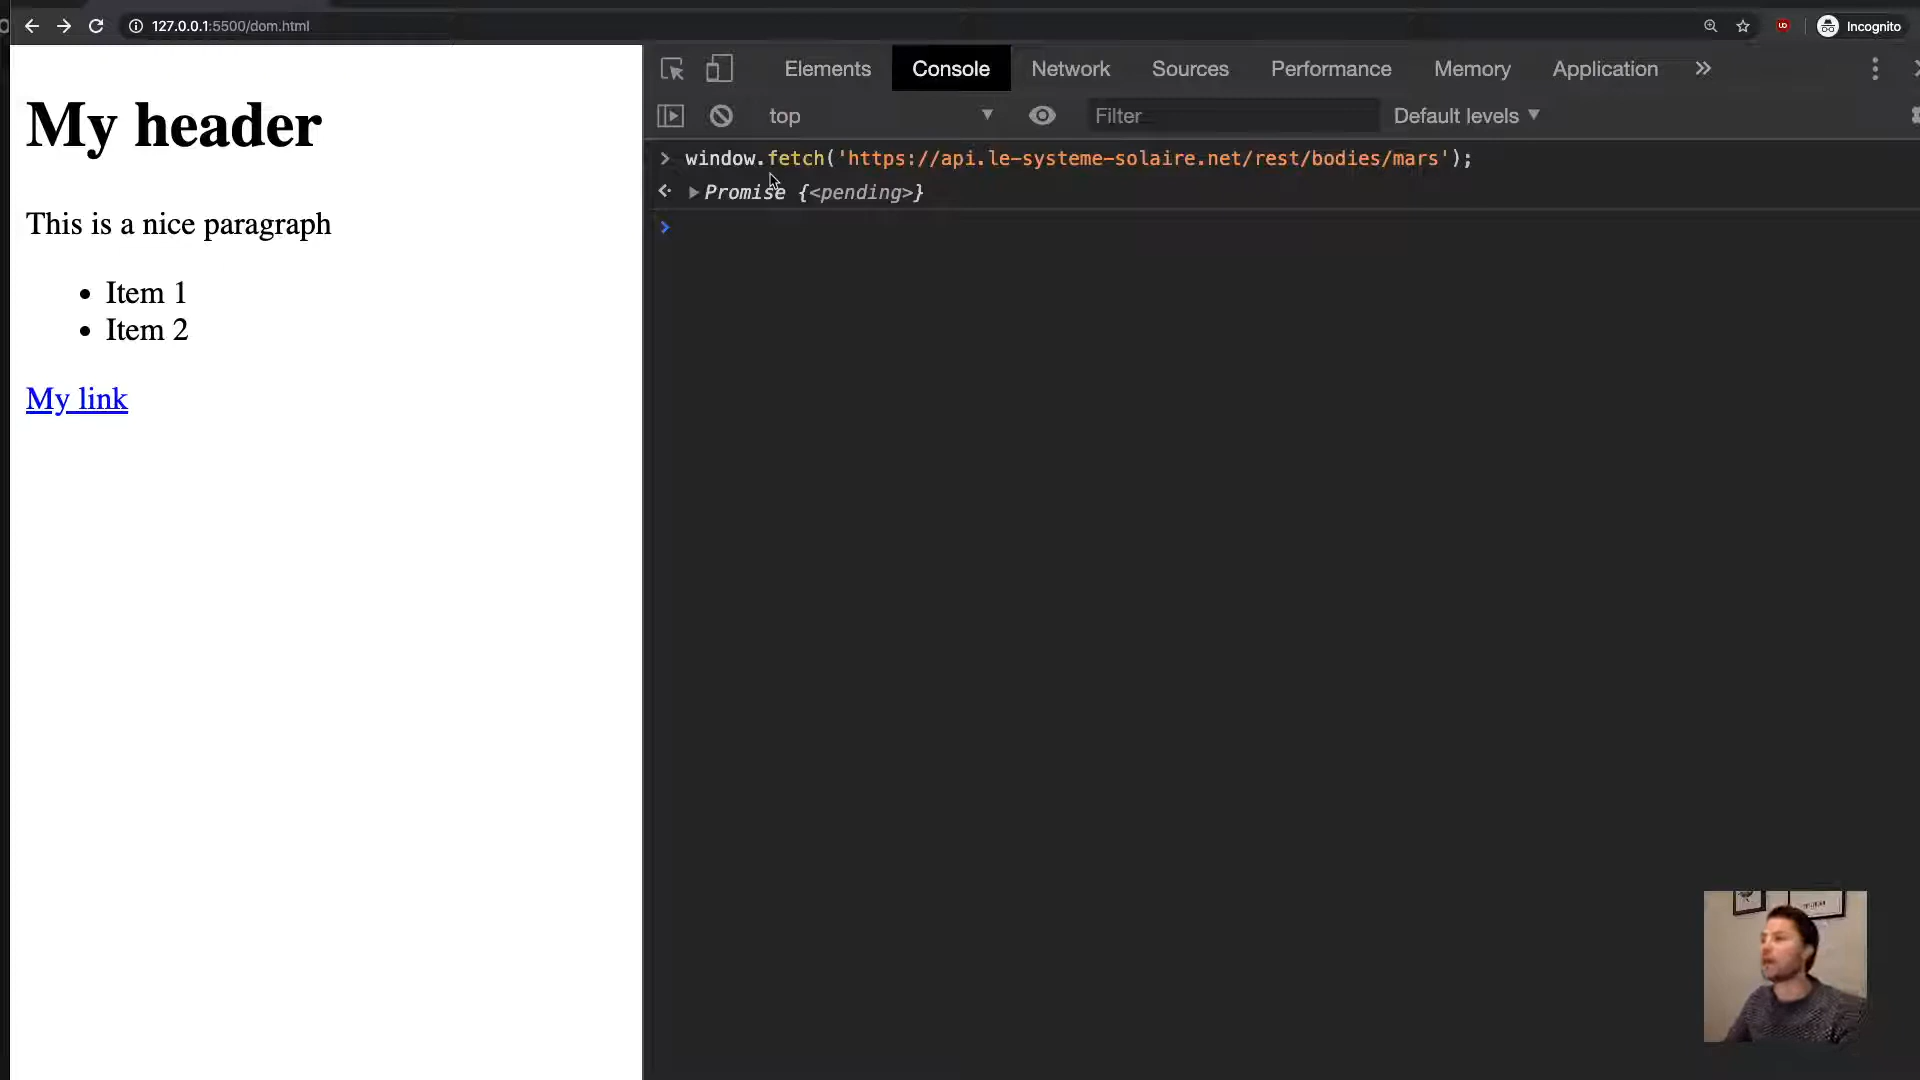 127.0.0.1:5500/dom.html
Incognito
My header
This is a nice paragraph
Item 1
Item 2
My link
Elements Console Network Sources Performance Memory Application
top Filter Default levels
window.fetch('https://api.le-systeme-solaire.net/rest/bodies/mars');
Promise {<pending>}